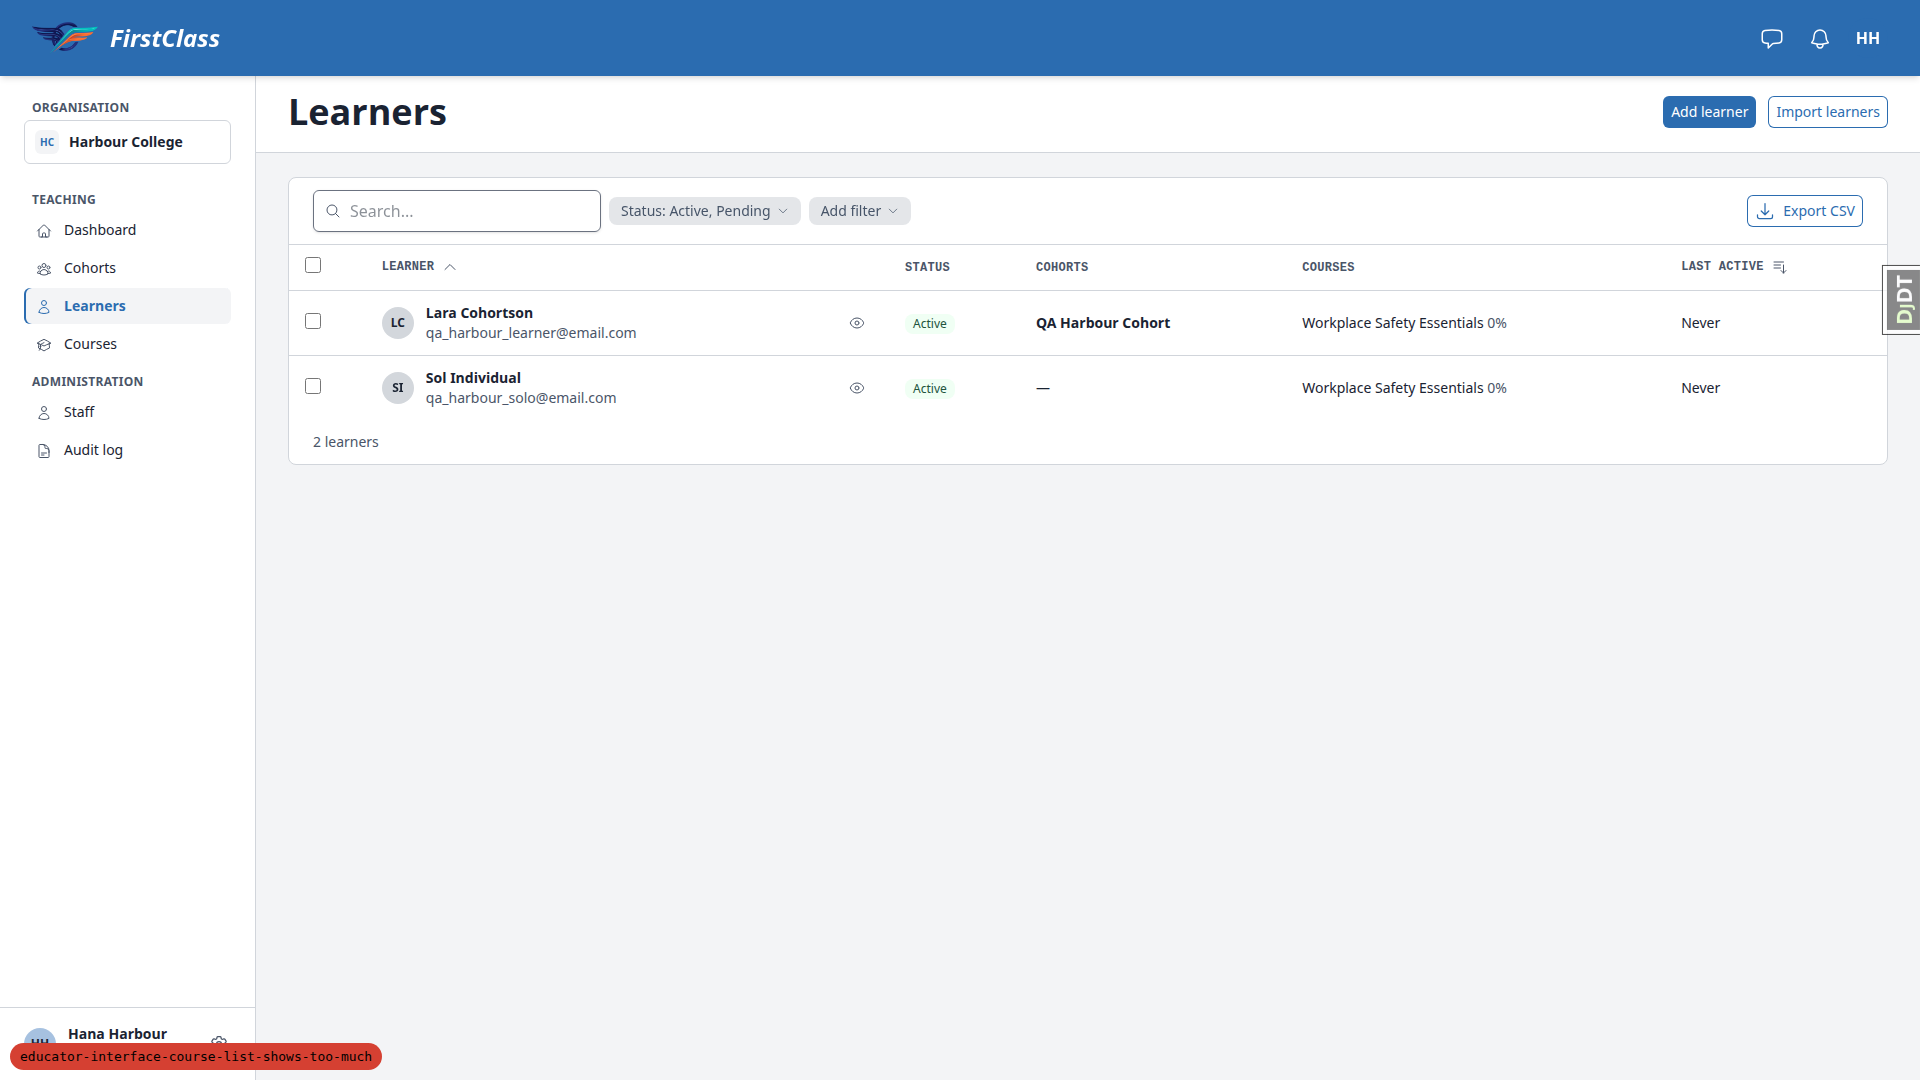 FirstClass
HH
ORGANISATION
HC Harbour College
TEACHING
Dashboard
Cohorts
Learners
Courses
ADMINISTRATION
Staff
Audit log
Learners
Add learner
Import learners
Search...
Status: Active, Pending
Add filter
Export CSV
LEARNER STATUS COHORTS COURSES LAST ACTIVE
LC Lara Cohortson
qa_harbour_learner@email.com
Active QA Harbour Cohort Workplace Safety Essentials 0% Never
SI Sol Individual
qa_harbour_solo@email.com
Active — Workplace Safety Essentials 0% Never
2 learners
DjDT
Hana Harbour
HH
educator-interface-course-list-shows-too-much